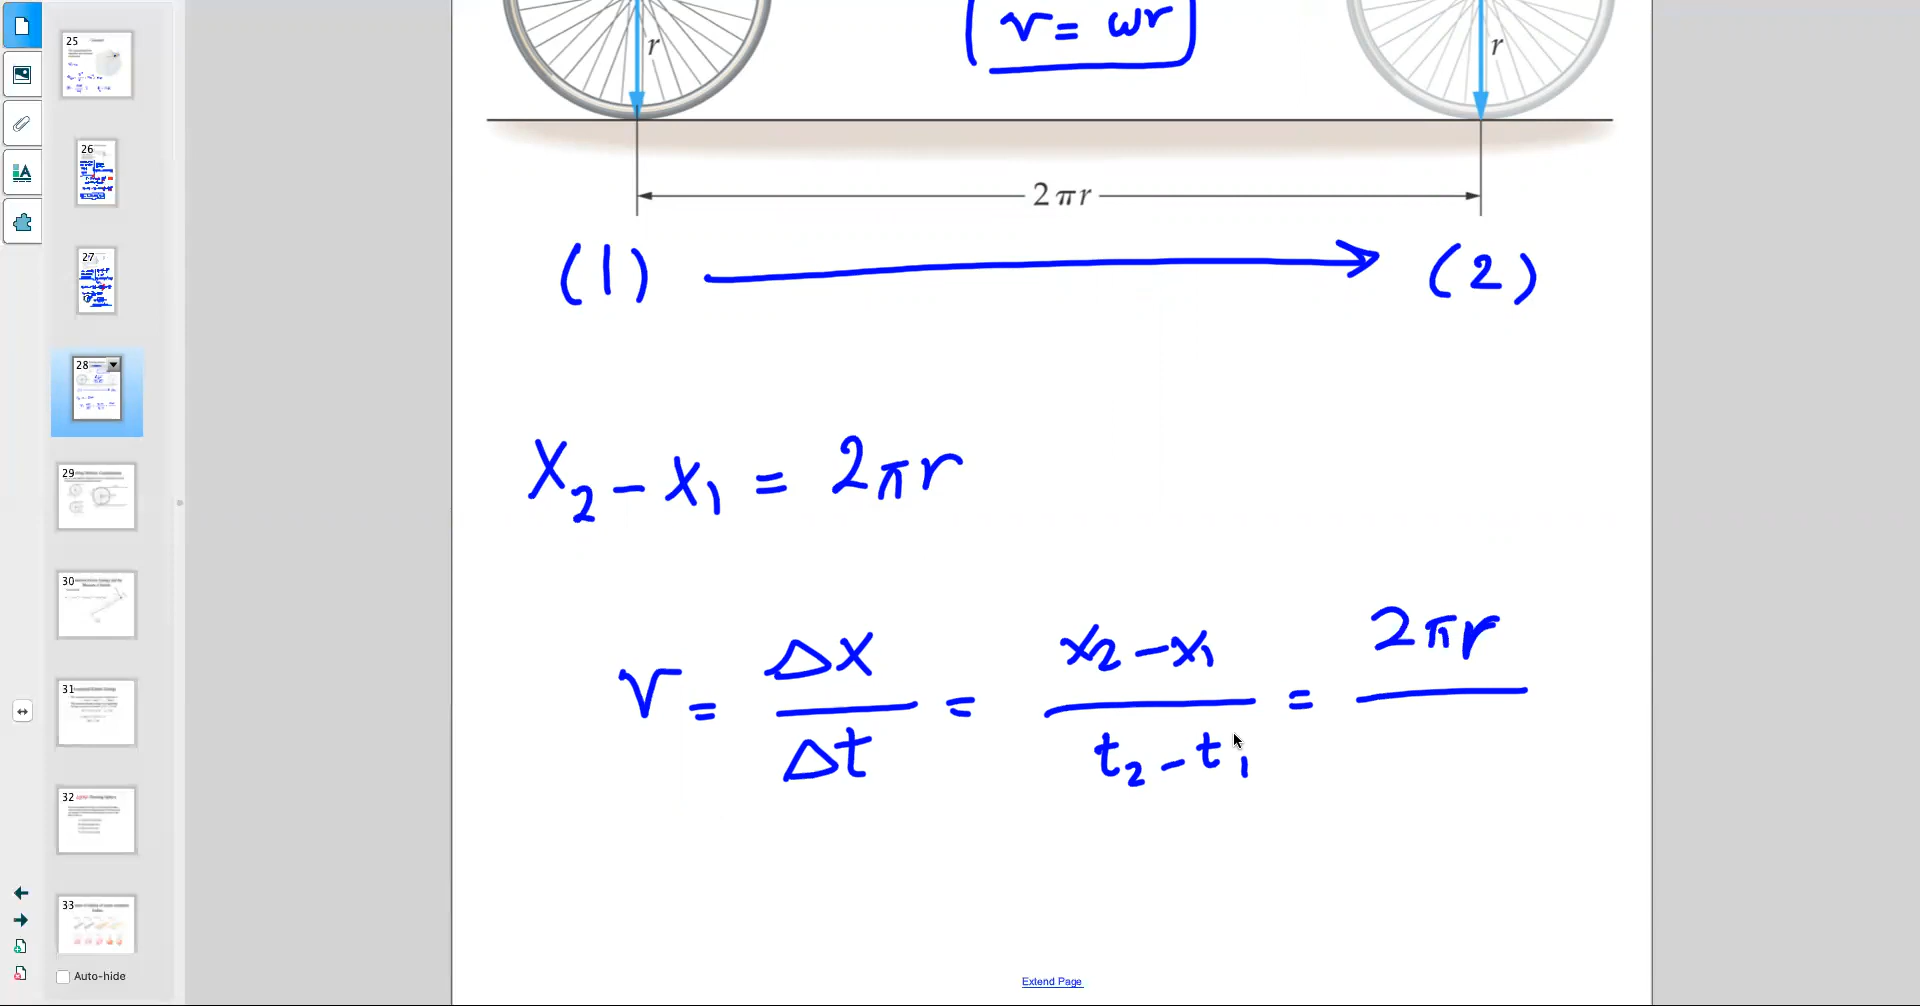 v = ωr
r
r
2 π r
(1) → (2)
X₂ - X₁ = 2πr
v = Δx / Δt = x₂ - x₁ / t₂ - t₁ = 2πr /
Extend Page
25
26
27
28
29
30
31
32
33
Auto-hide